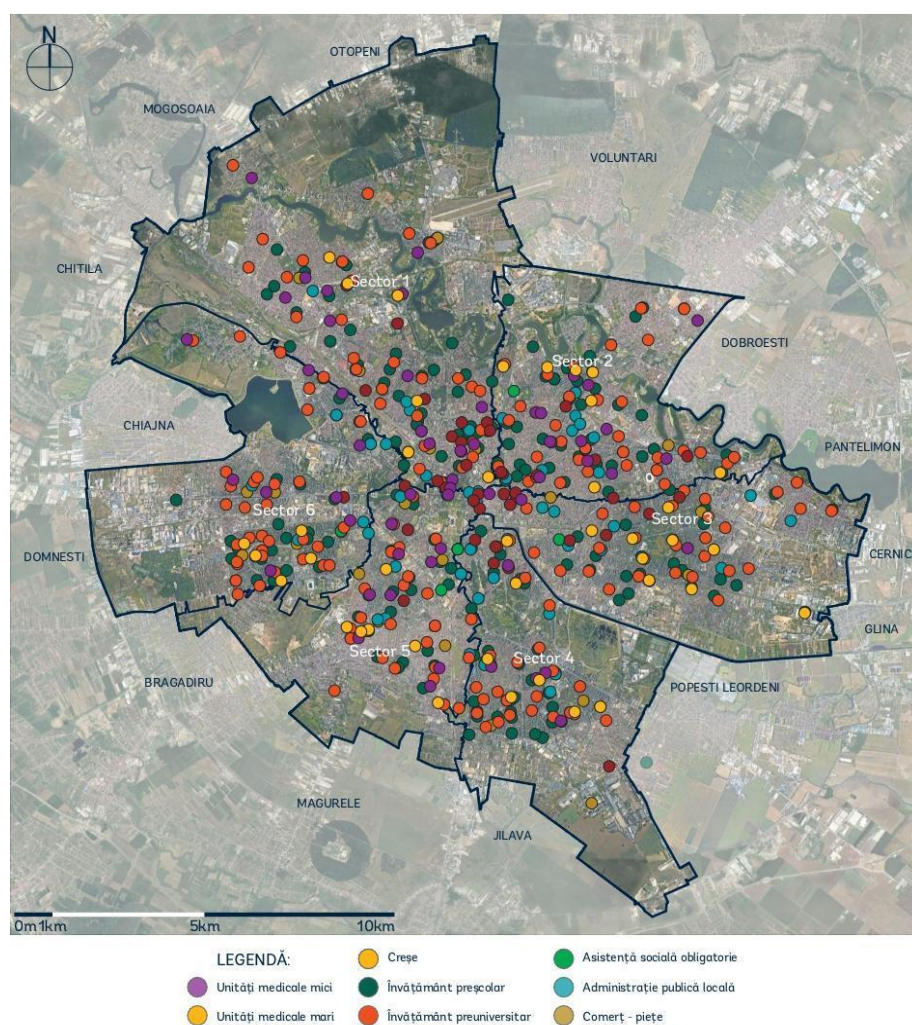 N
OTOPENI
MOGOSOAIA
VOLUNTARI
CHITILA
Sector 1
DOBROESTI
Sector 2
CHIAJNA
PANTELIMON
Sector 6
Sector 3
DOMNESTI
CERNIC
GLINA
Sector 5
Sector 4
BRAGADIRU
POPESTI LEORDENI
MAGURELE
JILAVA
0m1km 5km 10km
LEGENDĂ:
Unități medicale mici
Unități medicale mari
Creșe
Învățământ preșcolar
Învățământ preuniversitar
Asistență socială obligatorie
Administrație publică locală
Comerț - piețe